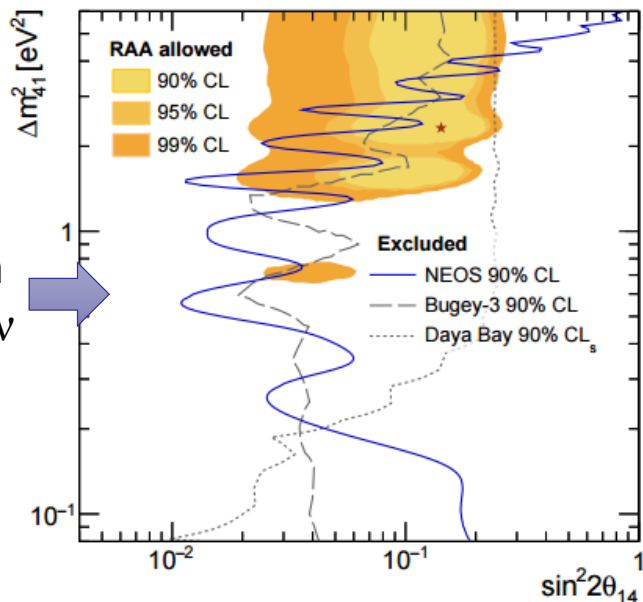 Δm²₄₁ [eV²]
RAA allowed
90% CL
95% CL
99% CL
1
Excluded
NEOS 90% CL
Bugey-3 90% CL
Daya Bay 90% CLₛ
ν
10⁻¹
10⁻² 10⁻¹ 1
sin²2θ₁₄